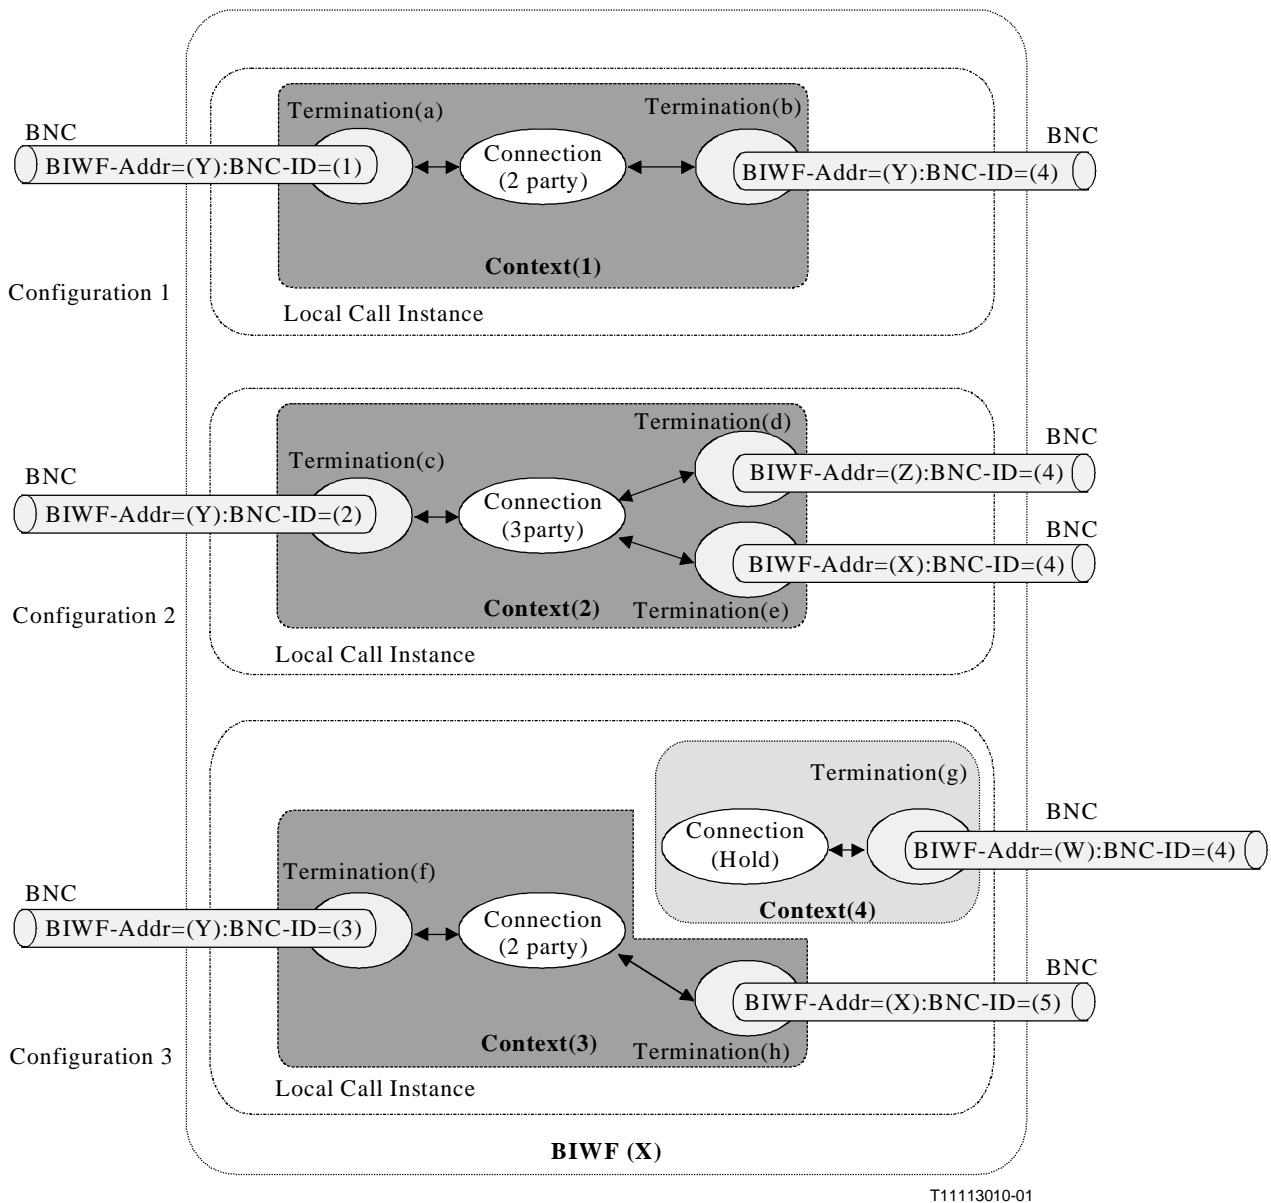 Termination(a)
Termination(b)
BNC
BNC
BIWF-Addr=(Y):BNC-ID=(1)
Connection
(2 party)
BIWF-Addr=(Y):BNC-ID=(4)
Context(1)
Configuration 1
Local Call Instance
Termination(d)
BNC
Termination(c)
BNC
BIWF-Addr=(Z):BNC-ID=(4)
BIWF-Addr=(Y):BNC-ID=(2)
Connection
(3party)
BNC
BIWF-Addr=(X):BNC-ID=(4)
Context(2)
Termination(e)
Configuration 2
Local Call Instance
Termination(g)
BNC
Connection
(Hold)
BIWF-Addr=(W):BNC-ID=(4)
Context(4)
Termination(f)
BNC
BIWF-Addr=(Y):BNC-ID=(3)
Connection
(2 party)
BNC
BIWF-Addr=(X):BNC-ID=(5)
Context(3)
Termination(h)
Configuration 3
Local Call Instance
BIWF (X)
T11113010-01